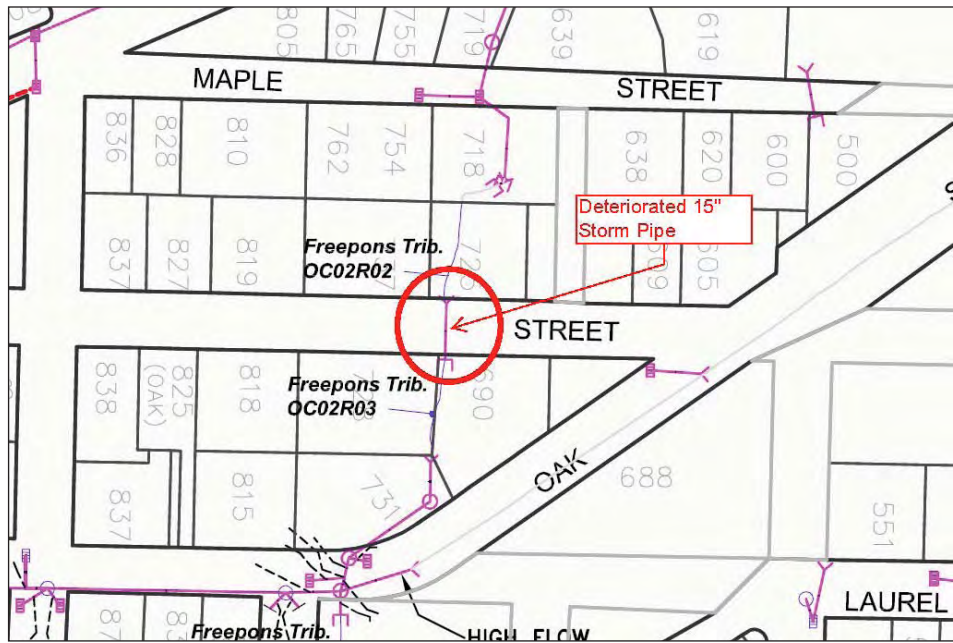 805
765
755
719
639
619
MAPLE STREET
836
828
810
762
754
718
638
620
600
500
Deteriorated 15"
Storm Pipe
Freepons Trib.
OC02R02
837
827
819
605
STREET
Freepons Trib.
OC02R03
838
825
(OAK)
818
690
OAK
688
837
815
731
551
LAUREL
Freepons Trib.
HIGH FLOW